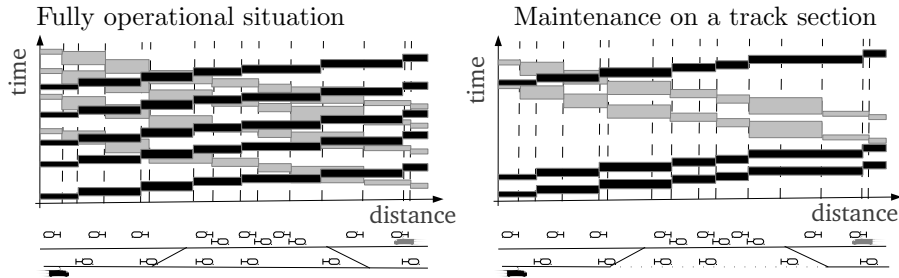 Fully operational situation
Maintenance on a track section
time
time
distance
distance